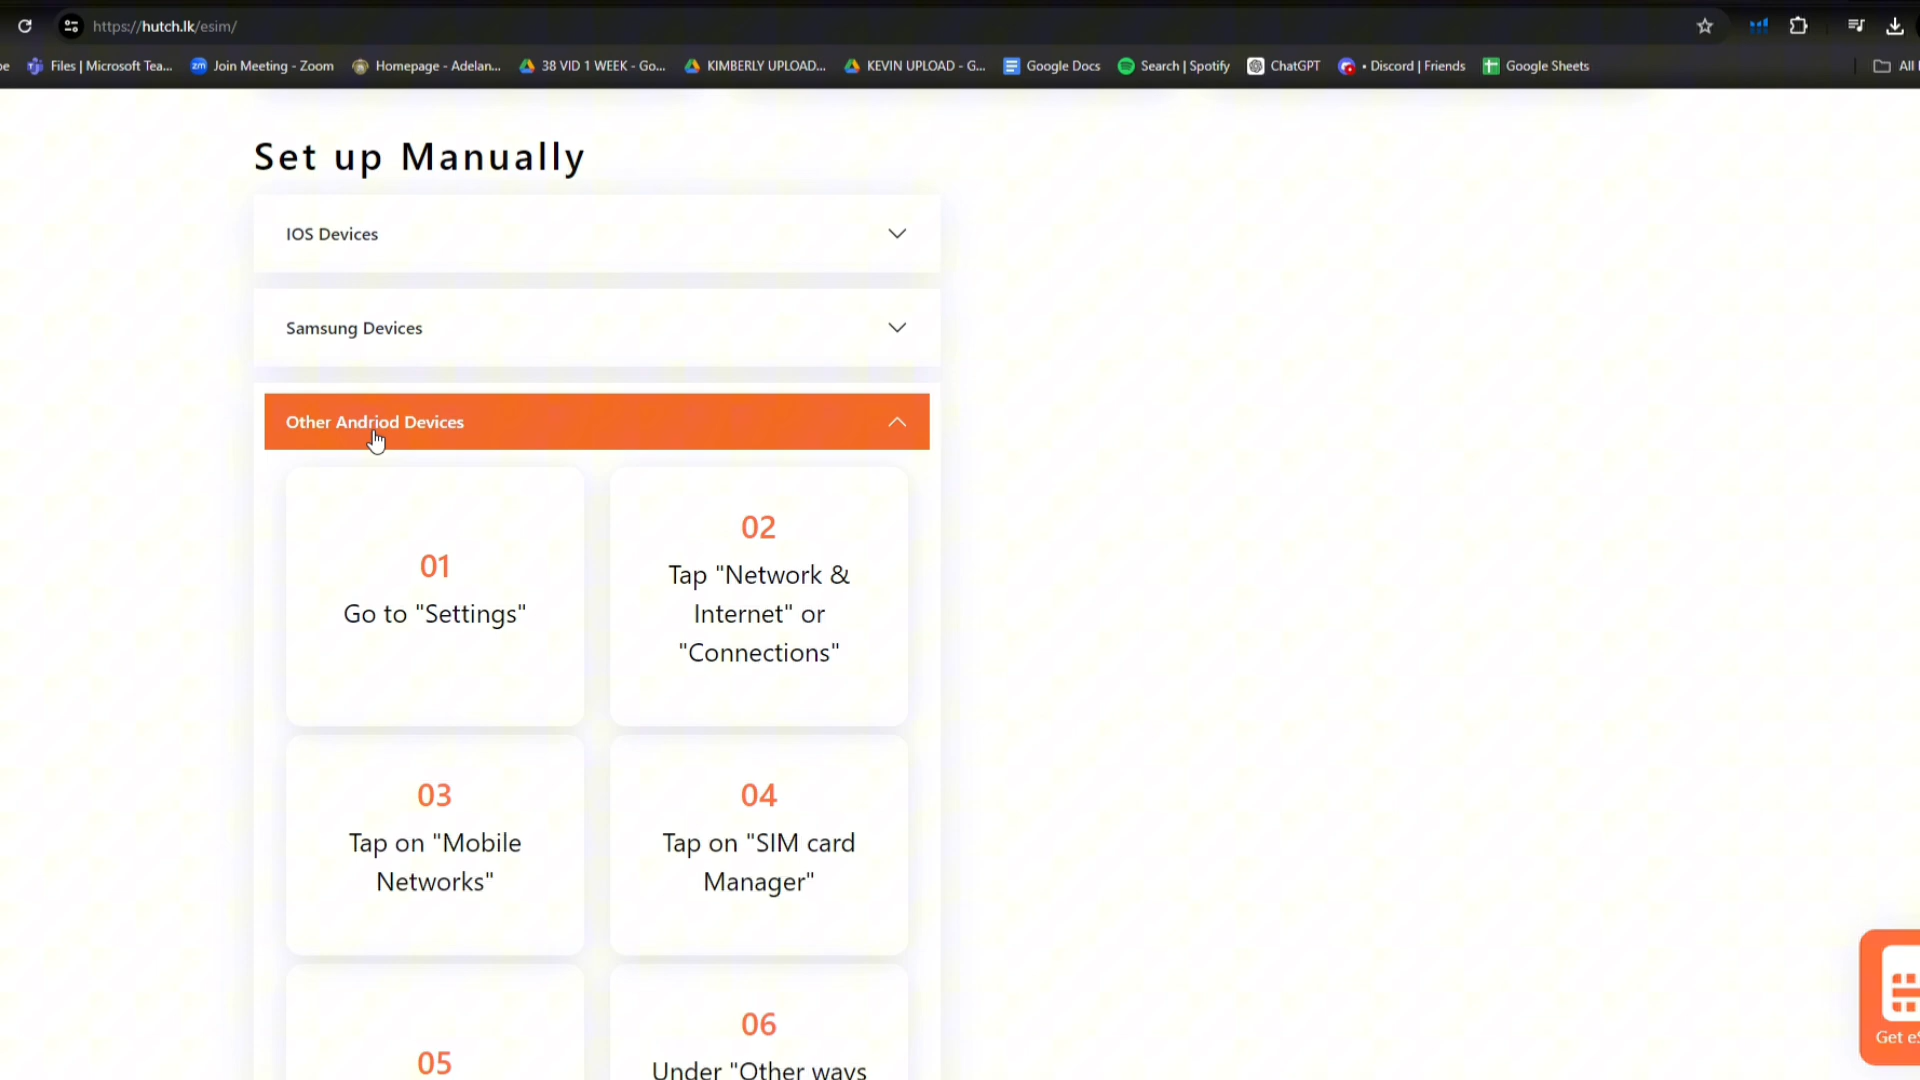 https://hutch.lk/esim/
Files | Microsoft Tea...
Join Meeting - Zoom
Homepage - Adelan...
38 VID 1 WEEK - Go...
KIMBERLY UPLOAD...
KEVIN UPLOAD - G...
Google Docs
Search | Spotify
ChatGPT
• Discord | Friends
Google Sheets
All
Set up Manually
IOS Devices
Samsung Devices
Other Andriod Devices
01
Go to "Settings"
02
Tap "Network &
Internet" or
"Connections"
03
Tap on "Mobile
Networks"
04
Tap on "SIM card
Manager"
05
06
Under "Other ways
Get eS